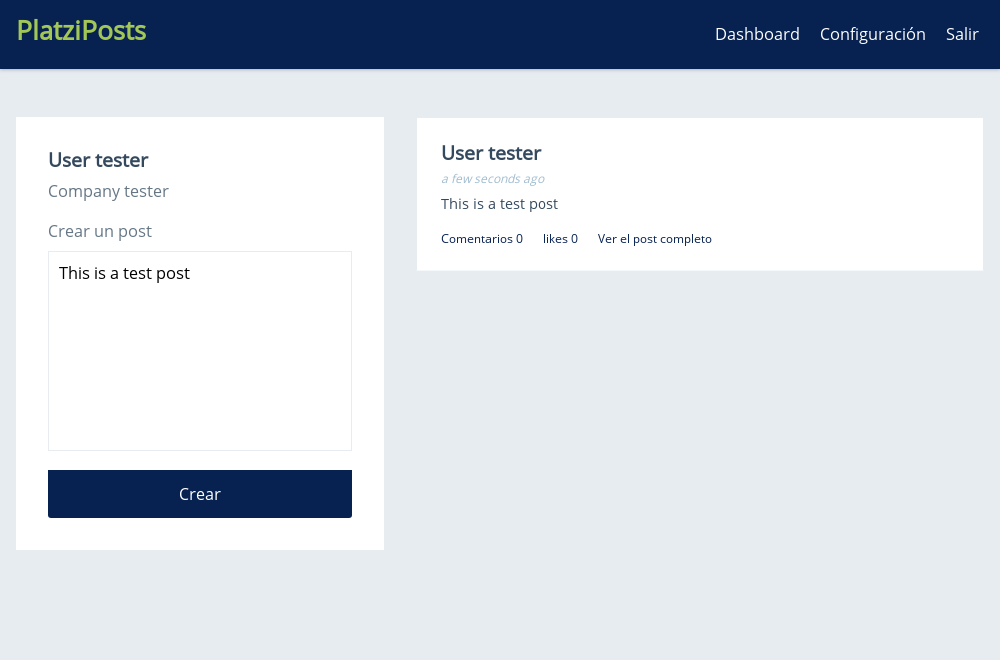 PlatziPosts
Dashboard Configuración Salir
User tester
Company tester
Crear un post
This is a test post
Crear
User tester
a few seconds ago
This is a test post
Comentarios 0 likes 0 Ver el post completo